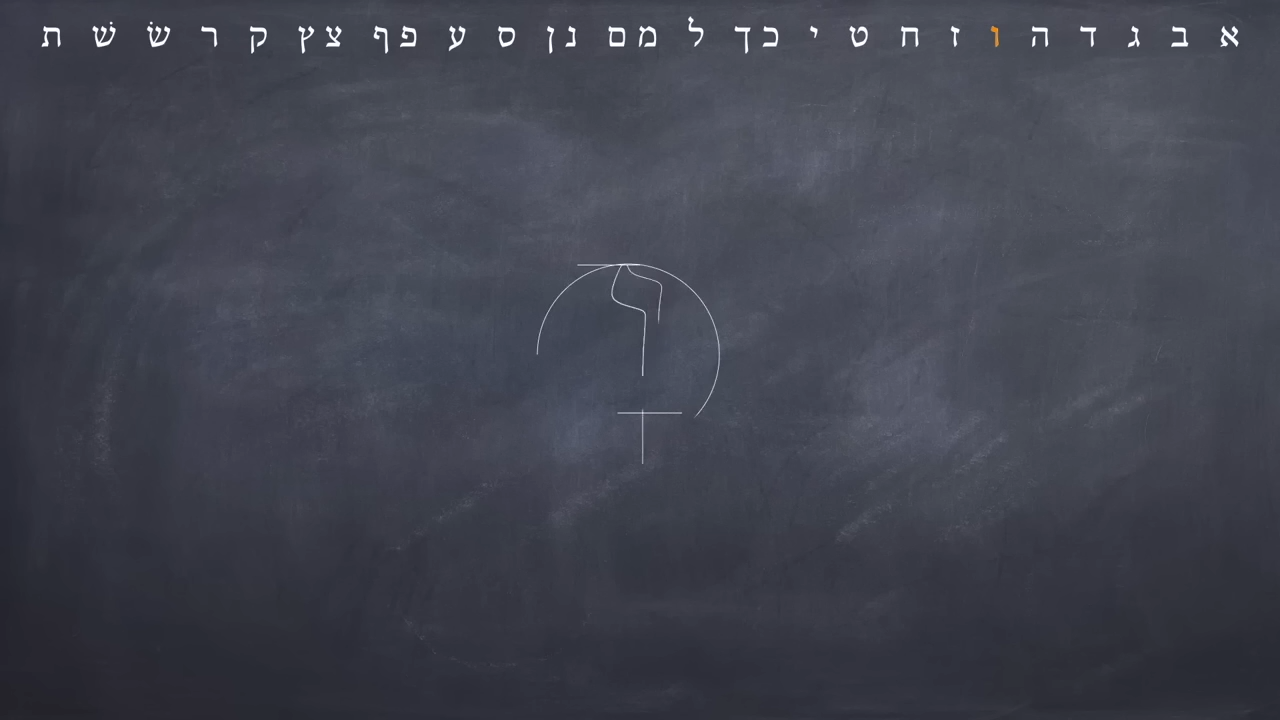 א ב ג ד ה ו ז ח ט י כך ל מם נן ס ע פף צץ ק ר שׂ שׁ ת